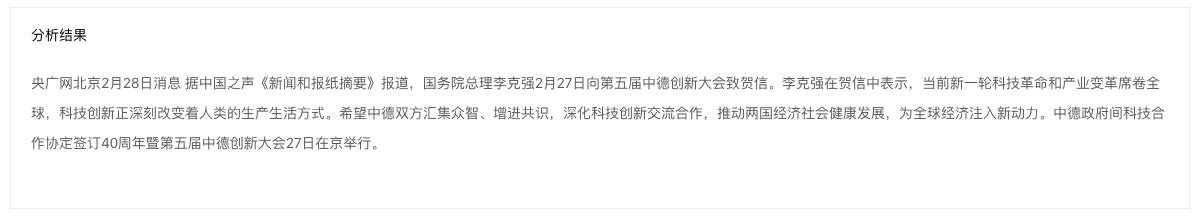 分析结果
央广网北京2月28日消息 据中国之声《新闻和报纸摘要》报道，国务院总理李克强2月27日向第五届中德创新大会致贺信。李克强在贺信中表示，当前新一轮科技革命和产业变革席卷全
球，科技创新正深刻改变着人类的生产生活方式。希望中德双方汇集众智、增进共识，深化科技创新交流合作，推动两国经济社会健康发展，为全球经济注入新动力。中德政府间科技合
作协定签订40周年暨第五届中德创新大会27日在京举行。